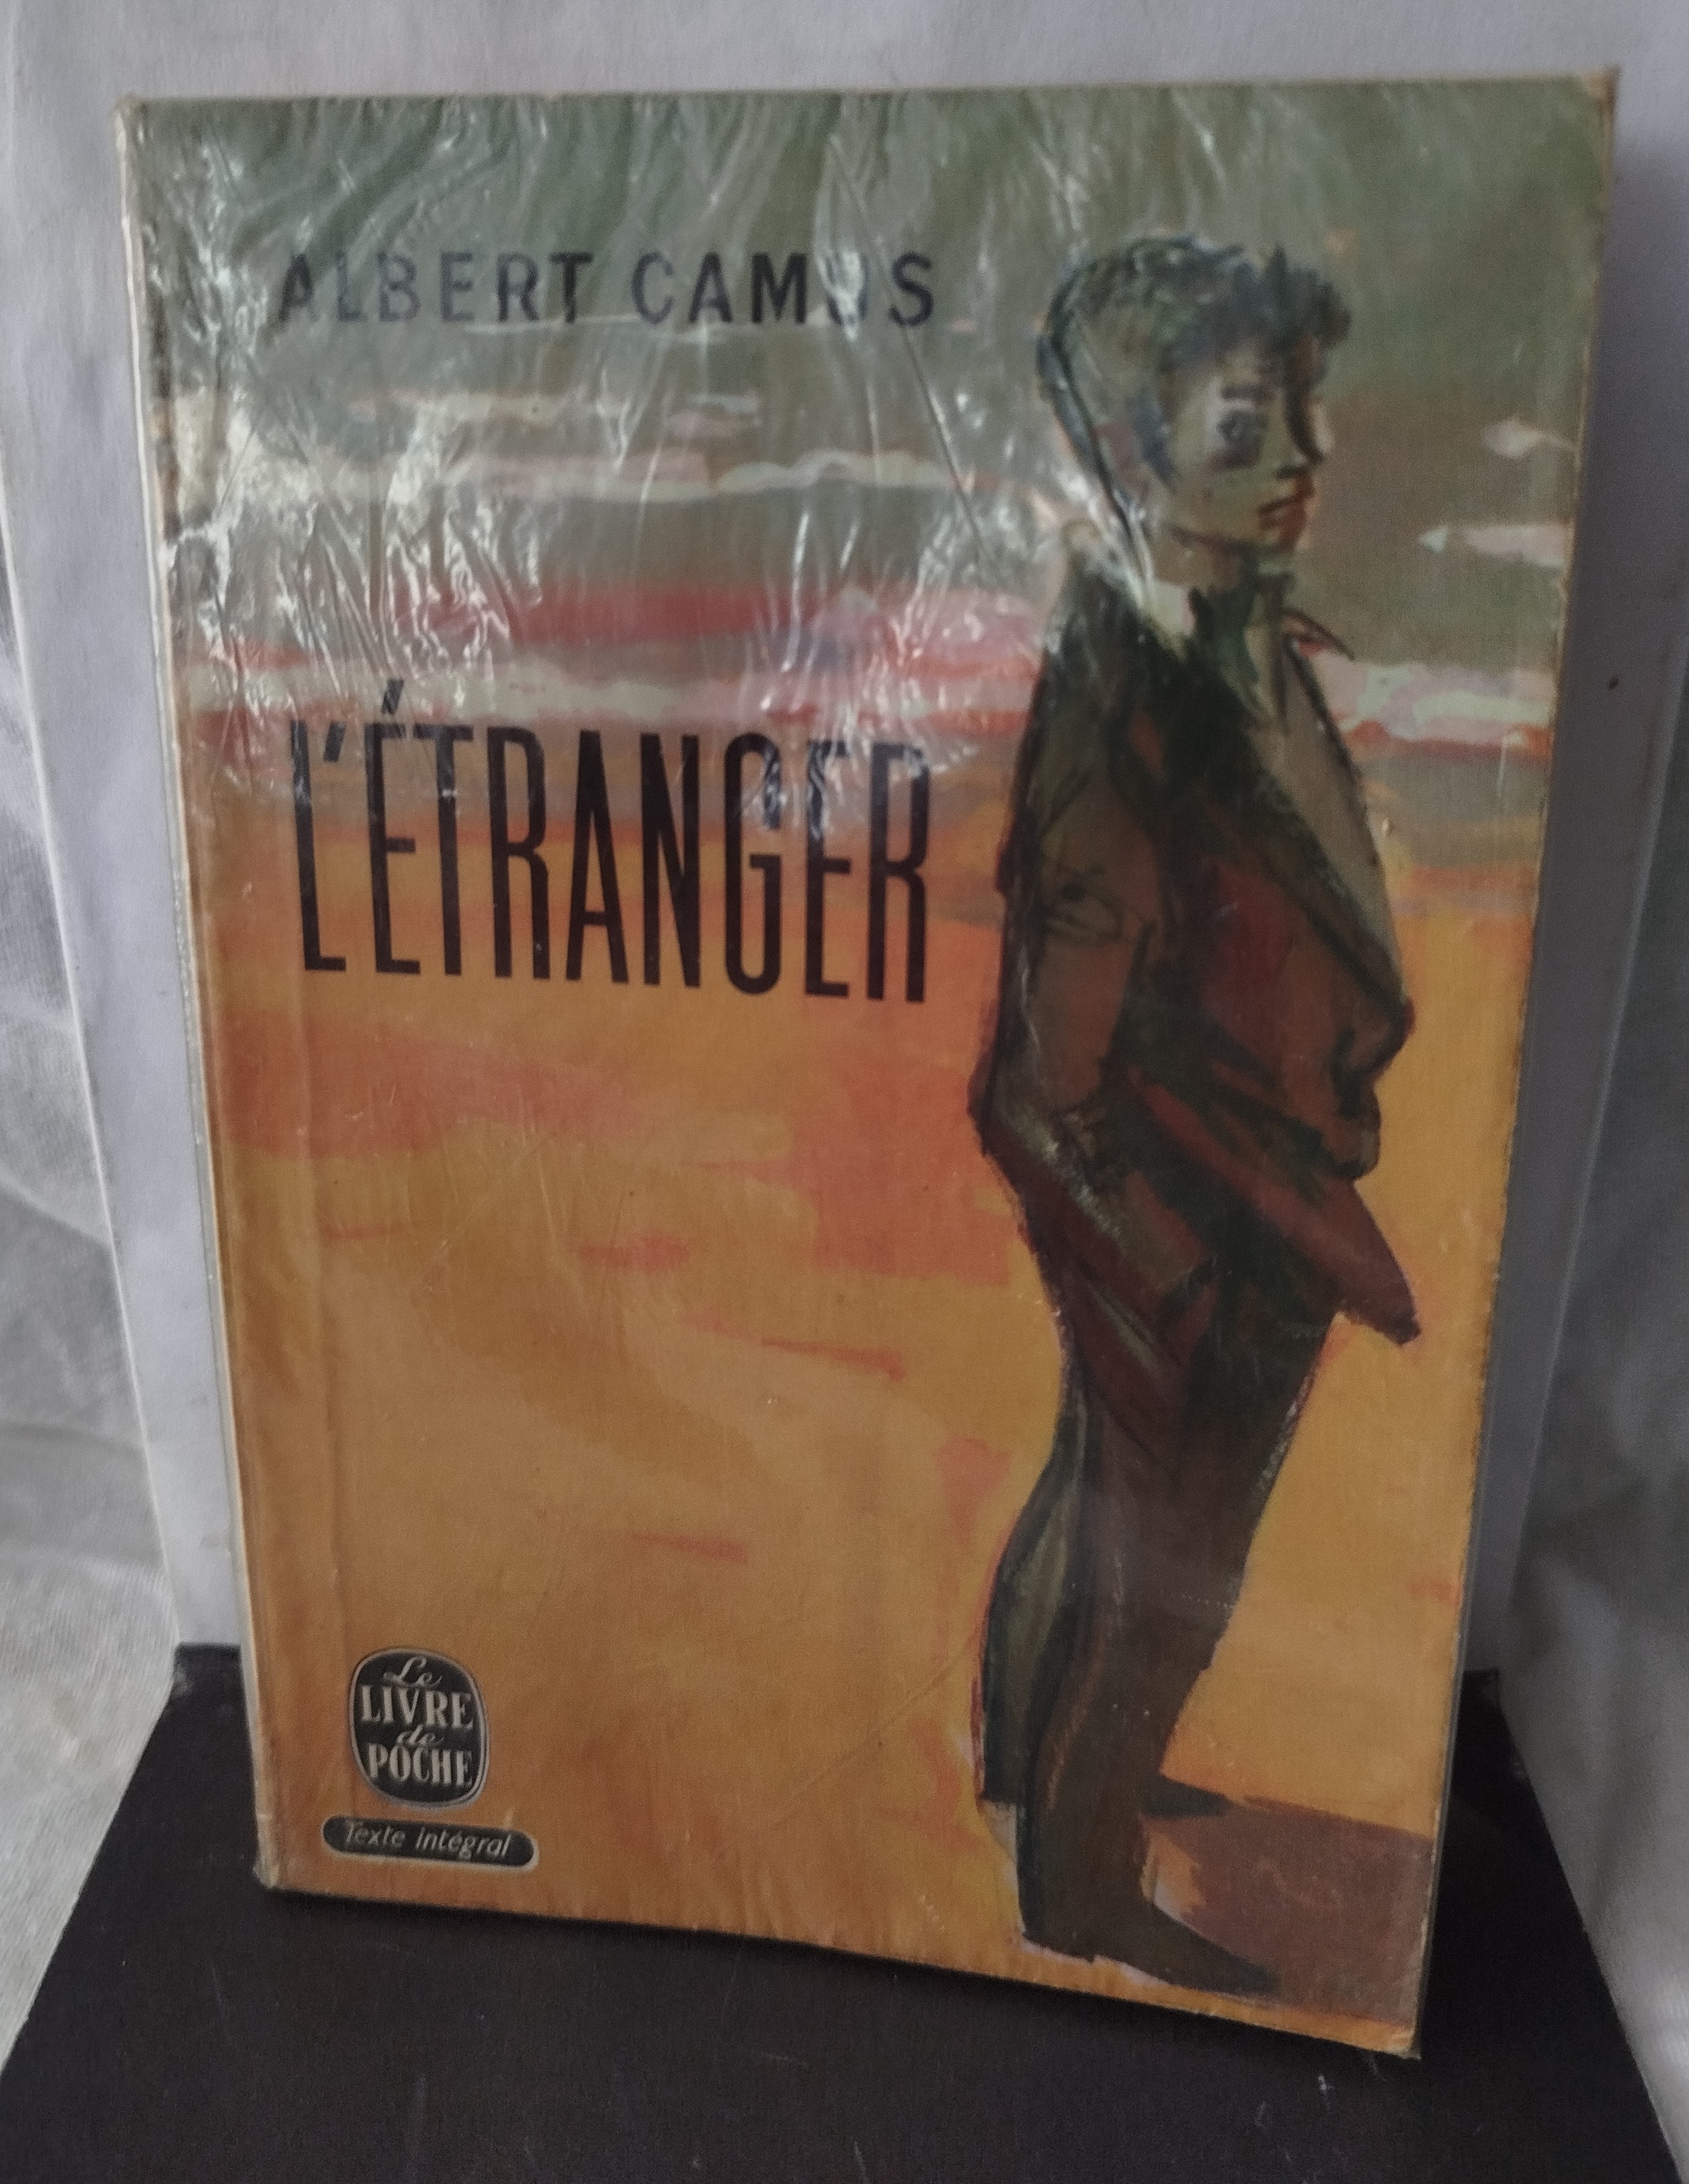 ALBERT CAMUS
L'ÉTRANGER
Le
LIVRE
de
POCHE
Texte intégral